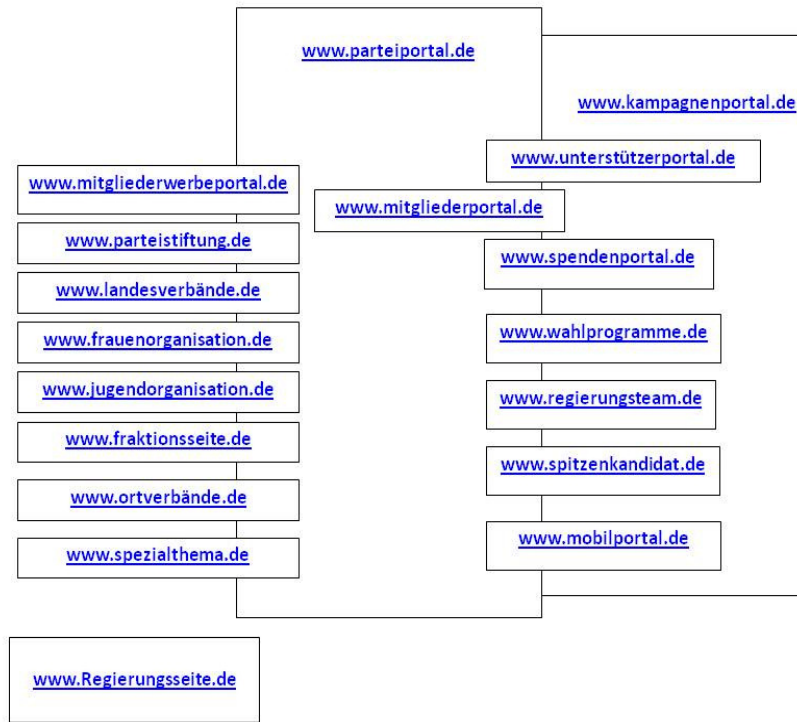 www.parteiportal.de
www.kampagnenportal.de
www.unterstützerportal.de
www.mitgliederwerbeportal.de
www.mitgliederportal.de
www.parteistiftung.de
www.spendenportal.de
www.landesverbände.de
www.frauenorganisation.de
www.wahlprogramme.de
www.jugendorganisation.de
www.regierungsteam.de
www.fraktionsseite.de
www.spitzenkandidat.de
www.ortverbände.de
www.mobilportal.de
www.spezialthema.de
www.Regierungsseite.de